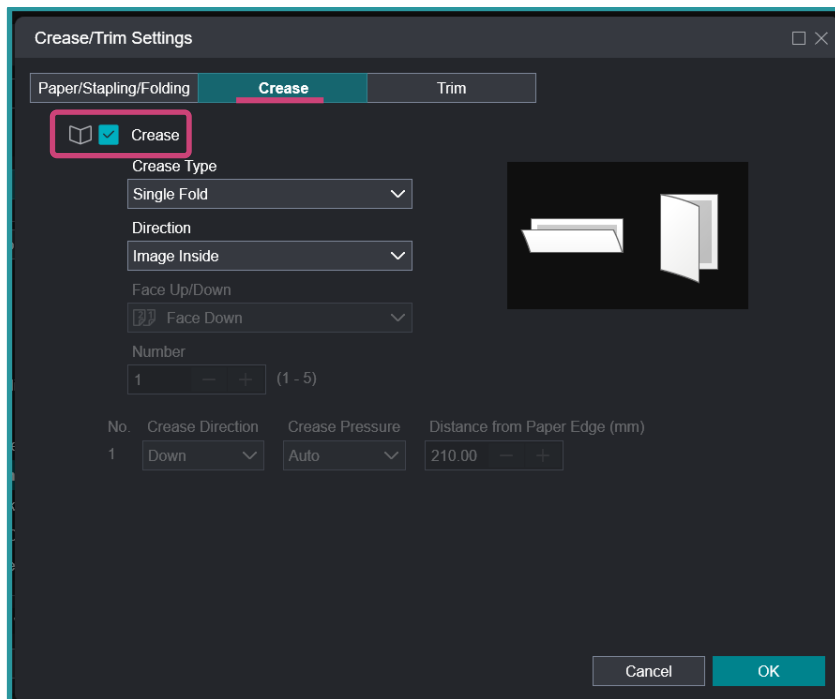 Crease/Trim Settings
Paper/Stapling/Folding Crease Trim
Crease
Crease Type
Single Fold
Direction
Image Inside
Face Up/Down
Face Down
Number
1 (1 - 5)
No. Crease Direction Crease Pressure Distance from Paper Edge (mm)
1 Down Auto 210.00
Cancel OK